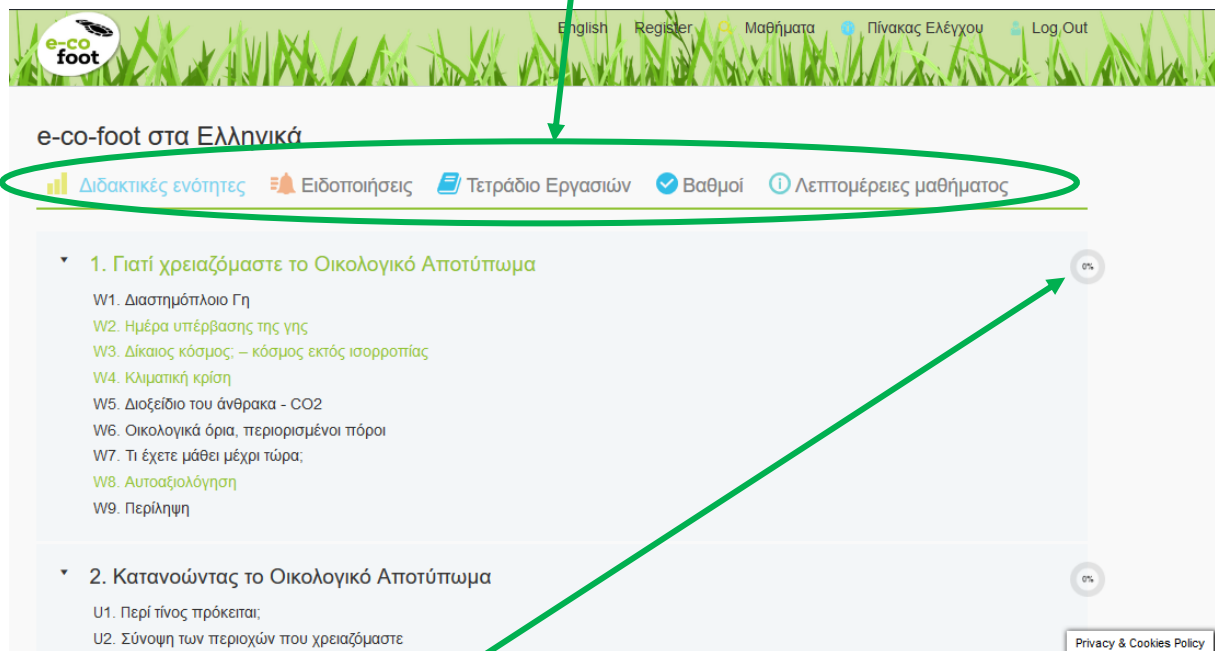 e-co
foot
English Register Μαθήματα Πίνακας Ελέγχου Log Out
e-co-foot στα Ελληνικά
Διδακτικές ενότητες Ειδοποιήσεις Τετράδιο Εργασιών Βαθμοί Λεπτομέρειες μαθήματος
1. Γιατί χρειαζόμαστε το Οικολογικό Αποτύπωμα
0%
W1. Διαστημόπλοιο Γη
W2. Ημέρα υπέρβασης της γης
W3. Δίκαιος κόσμος; – κόσμος εκτός ισορροπίας
W4. Κλιματική κρίση
W5. Διοξείδιο του άνθρακα - CO2
W6. Οικολογικά όρια, περιορισμένοι πόροι
W7. Τι έχετε μάθει μέχρι τώρα;
W8. Αυτοαξιολόγηση
W9. Περίληψη
2. Κατανοώντας το Οικολογικό Αποτύπωμα
0%
U1. Περί τίνος πρόκειται;
U2. Σύνοψη των περιοχών που χρειαζόμαστε
Privacy & Cookies Policy